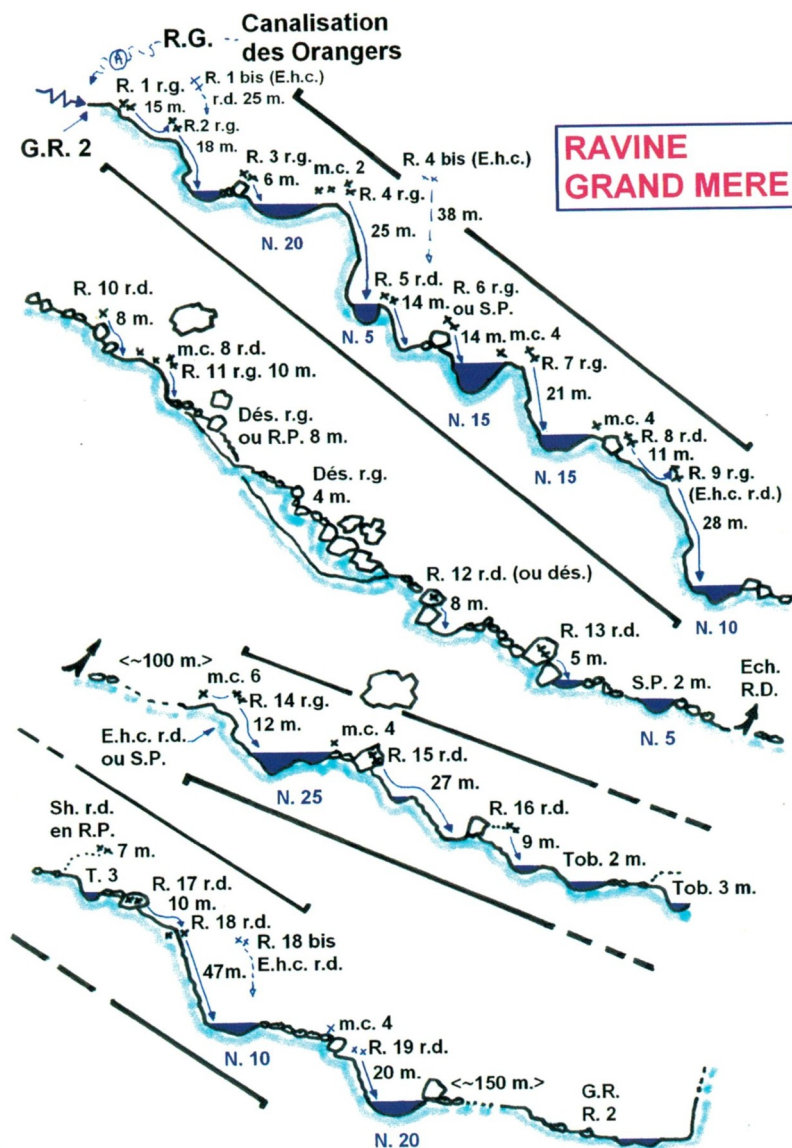 R.G.
Canalisation
des Orangers
RAVINE
GRAND MERE
A
R. 1 r.g.
15 m.
R. 1 bis (E.h.c.)
r.d. 25 m.
G.R. 2
R.2 r.g.
18 m.
R. 3 r.g.
6 m.
m.c. 2
R. 4 r.g.
25 m.
R. 4 bis (E.h.c.)
38 m.
N. 20
R. 5 r.d.
14 m.
R. 6 r.g.
ou S.P.
14 m.
m.c. 4
R. 7 r.g.
21 m.
N. 5
N. 15
N. 15
m.c. 4
R. 8 r.d.
11 m.
R. 9 r.g.
(E.h.c. r.d.)
28 m.
N. 10
R. 10 r.d.
8 m.
m.c. 8 r.d.
R. 11 r.g. 10 m.
Dés. r.g.
ou R.P. 8 m.
Dés. r.g.
4 m.
R. 12 r.d. (ou dés.)
8 m.
R. 13 r.d.
5 m.
S.P. 2 m.
N. 5
Ech.
R.D.
<~100 m.>
m.c. 6
R. 14 r.g.
12 m.
E.h.c. r.d.
ou S.P.
N. 25
m.c. 4
R. 15 r.d.
27 m.
R. 16 r.d.
9 m.
Tob. 2 m.
Tob. 3 m.
Sh. r.d.
en R.P.
7 m.
T. 3
R. 17 r.d.
10 m.
R. 18 r.d.
47m.
R. 18 bis
E.h.c. r.d.
N. 10
m.c. 4
R. 19 r.d.
20 m.
N. 20
<~150 m.>
G.R.
R. 2